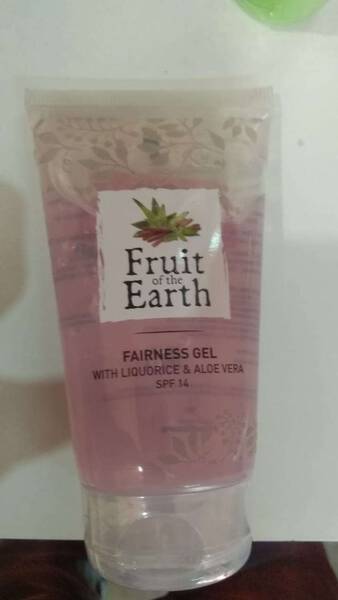 Fruit
of the
Earth
FAIRNESS GEL
WITH LIQUORICE & ALOE VERA
SPF 14